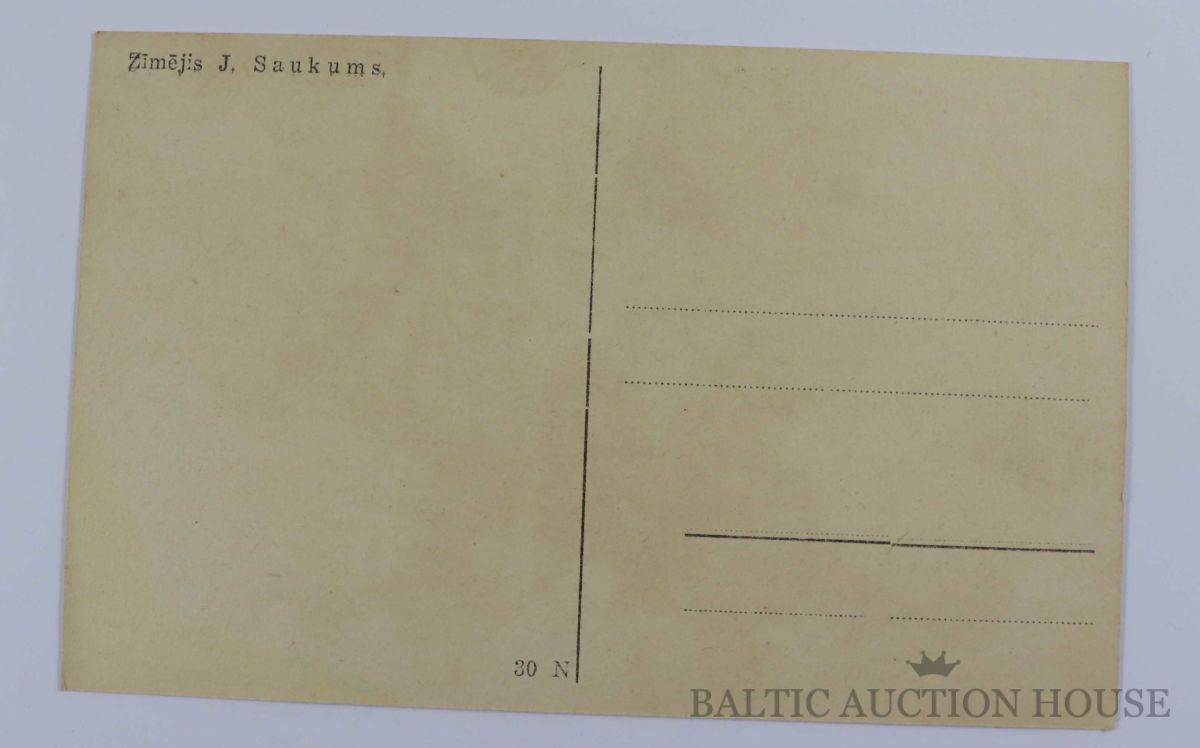 Zīmējis J. Saukums,
30 N
BALTIC AUCTION HOUSE